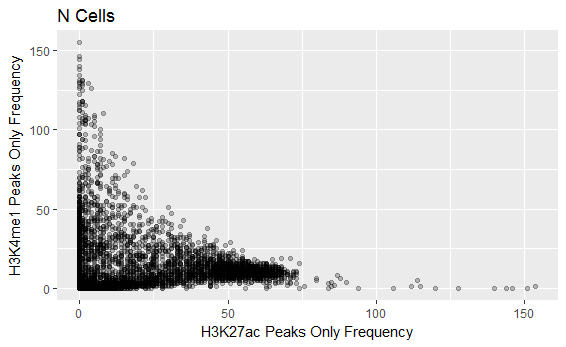 N Cells
H3K4me1 Peaks Only Frequency
150
100
50
0
0 50 100 150
H3K27ac Peaks Only Frequency